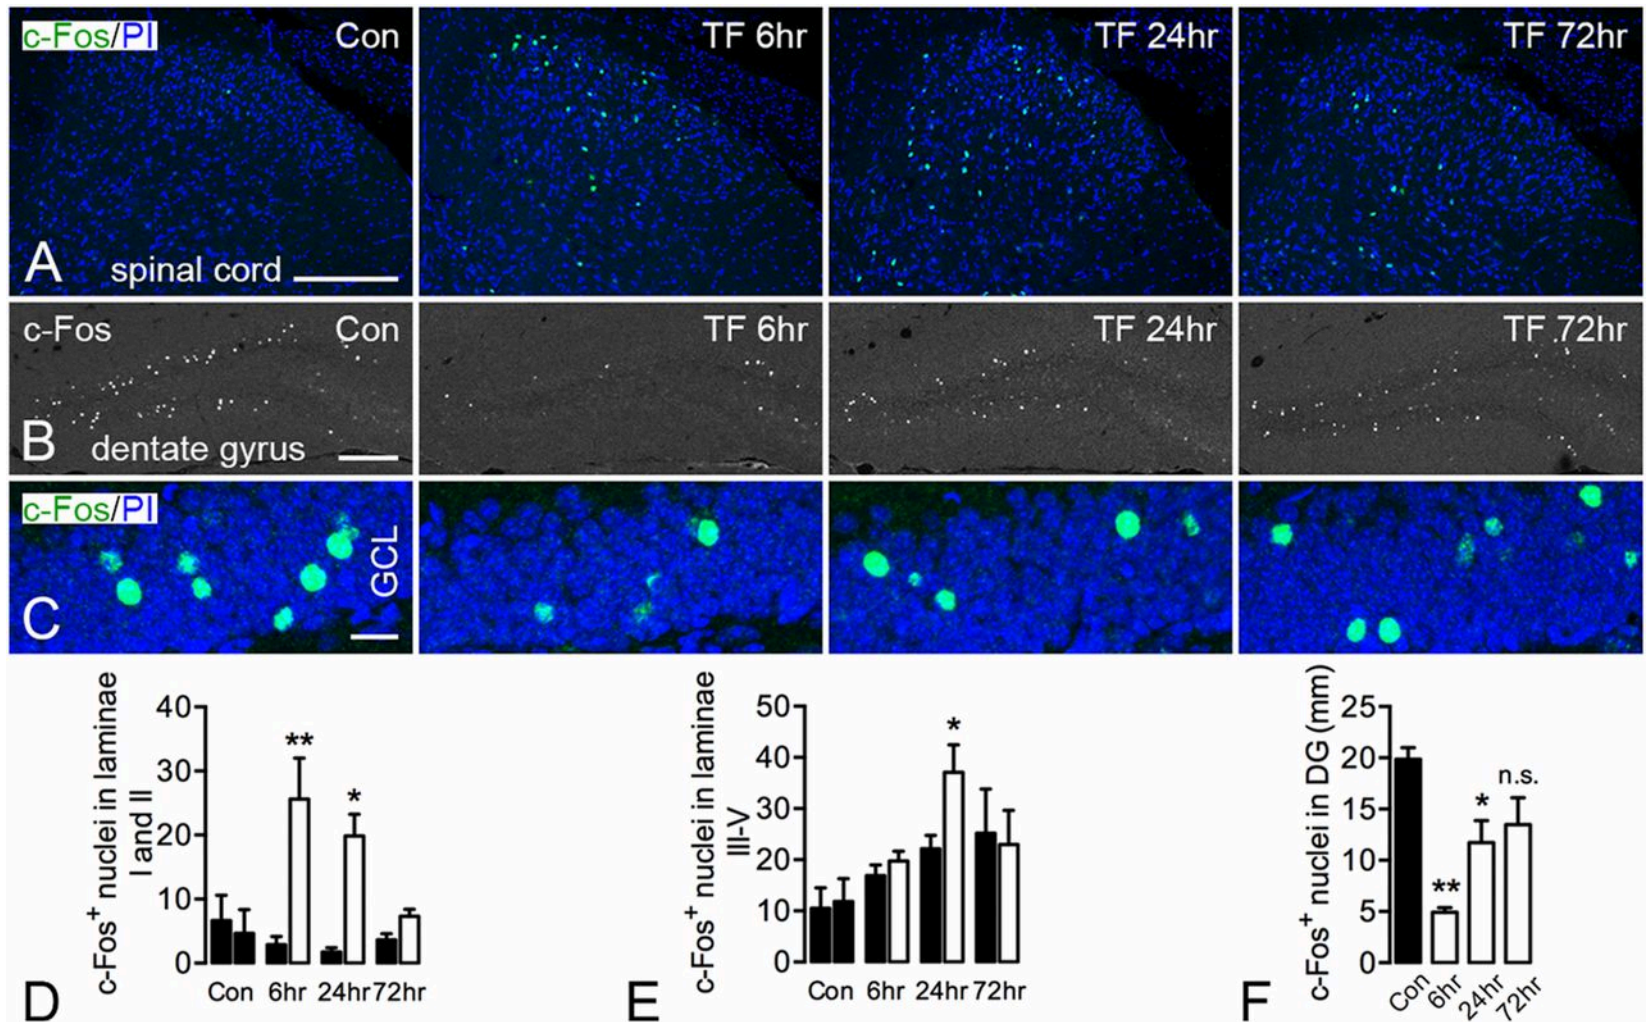 c-Fos/PI Con TF 6hr TF 24hr TF 72hr
A spinal cord
c-Fos Con TF 6hr TF 24hr TF 72hr
B dentate gyrus
c-Fos/PI
GCL
C
c-Fos+ nuclei in laminae
I and II
40
30
20
10
0
**
*
Con 6hr 24hr 72hr
D
c-Fos+ nuclei in laminae
III-V
50
40
30
20
10
0
*
Con 6hr 24hr 72hr
E
c-Fos+ nuclei in DG (mm)
25
20
15
10
5
0
**
*
n.s.
Con 6hr 24hr 72hr
F